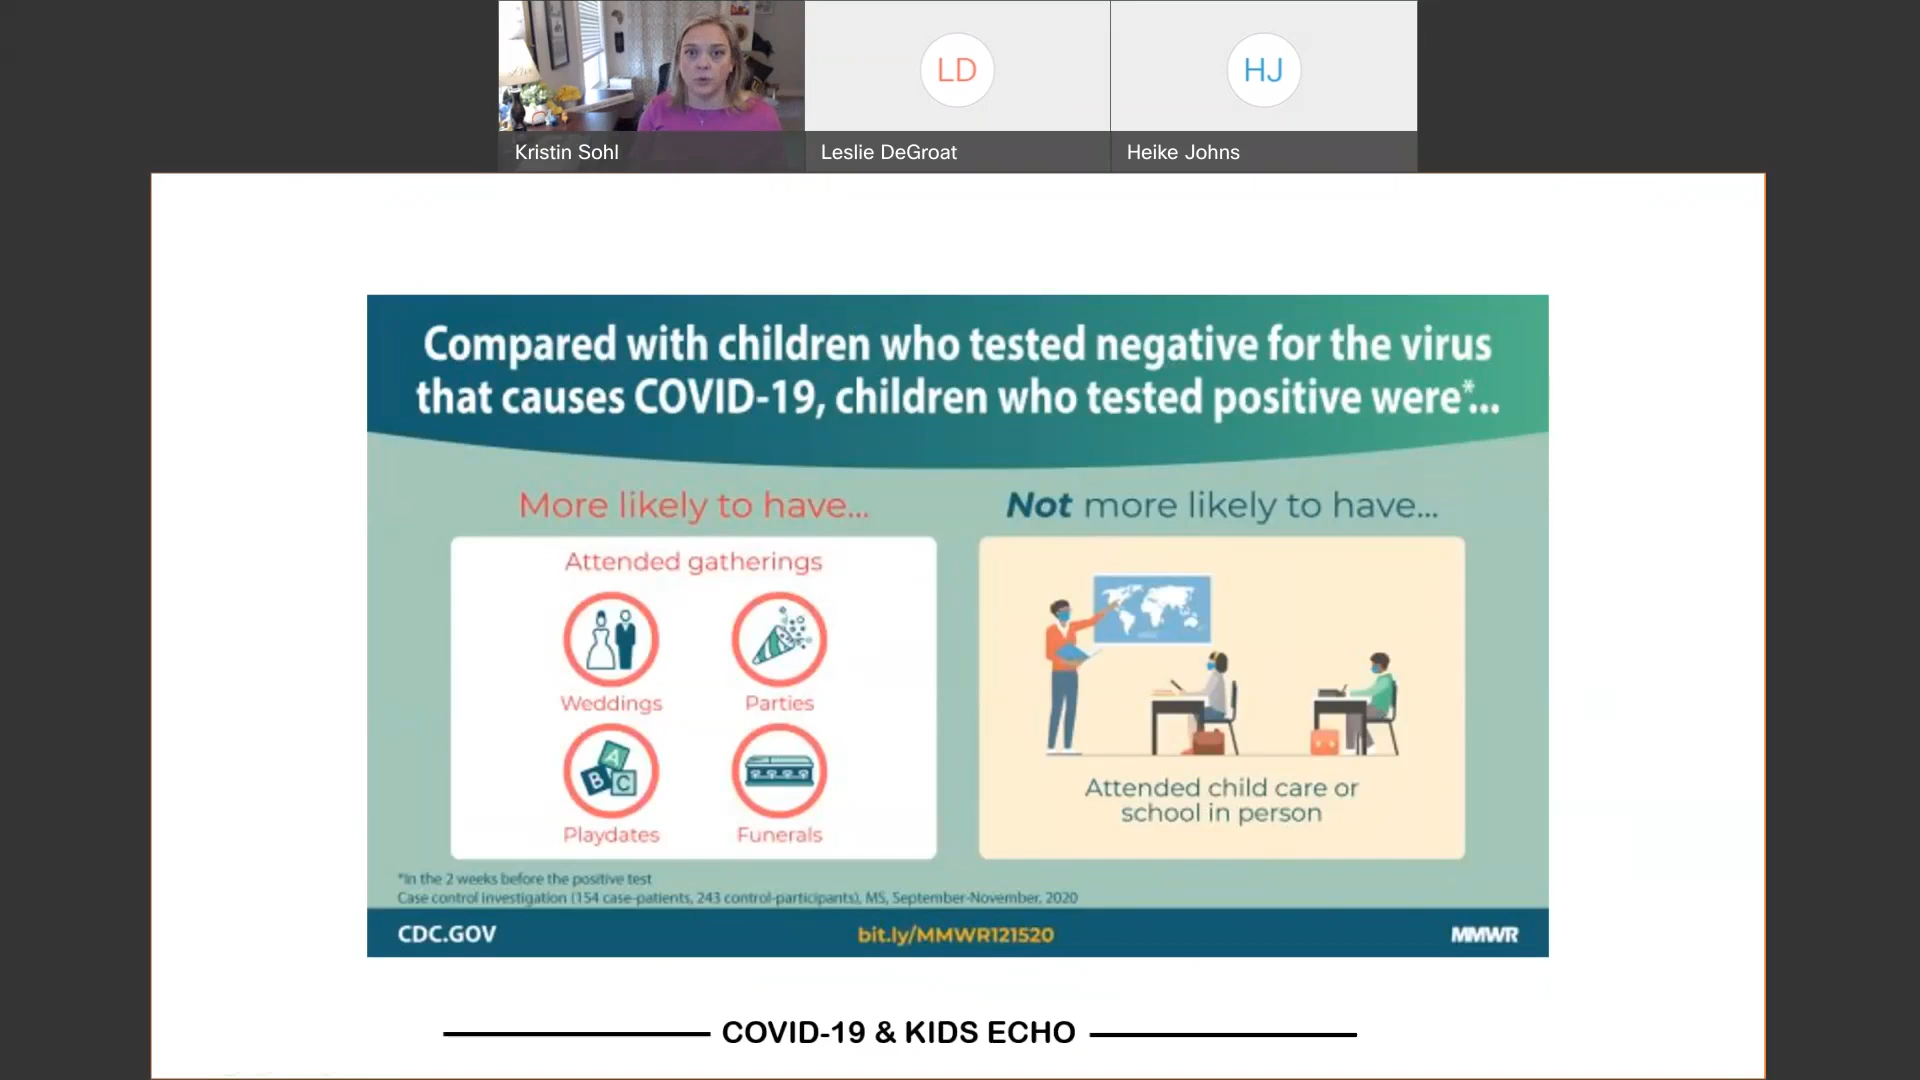 LD
HJ
Kristin Sohl
Leslie DeGroat
Heike Johns
Compared with children who tested negative for the virus
that causes COVID-19, children who tested positive were*...
More likely to have...
Not more likely to have...
Attended gatherings
Weddings
Parties
A
B
C
Playdates
Funerals
Attended child care or
school in person
*In the 2 weeks before the positive test
Case control investigation (154 case-patients, 243 control-participants), MS, September-November, 2020
CDC.GOV
bit.ly/MMWR121520
MMWR
COVID-19 & KIDS ECHO